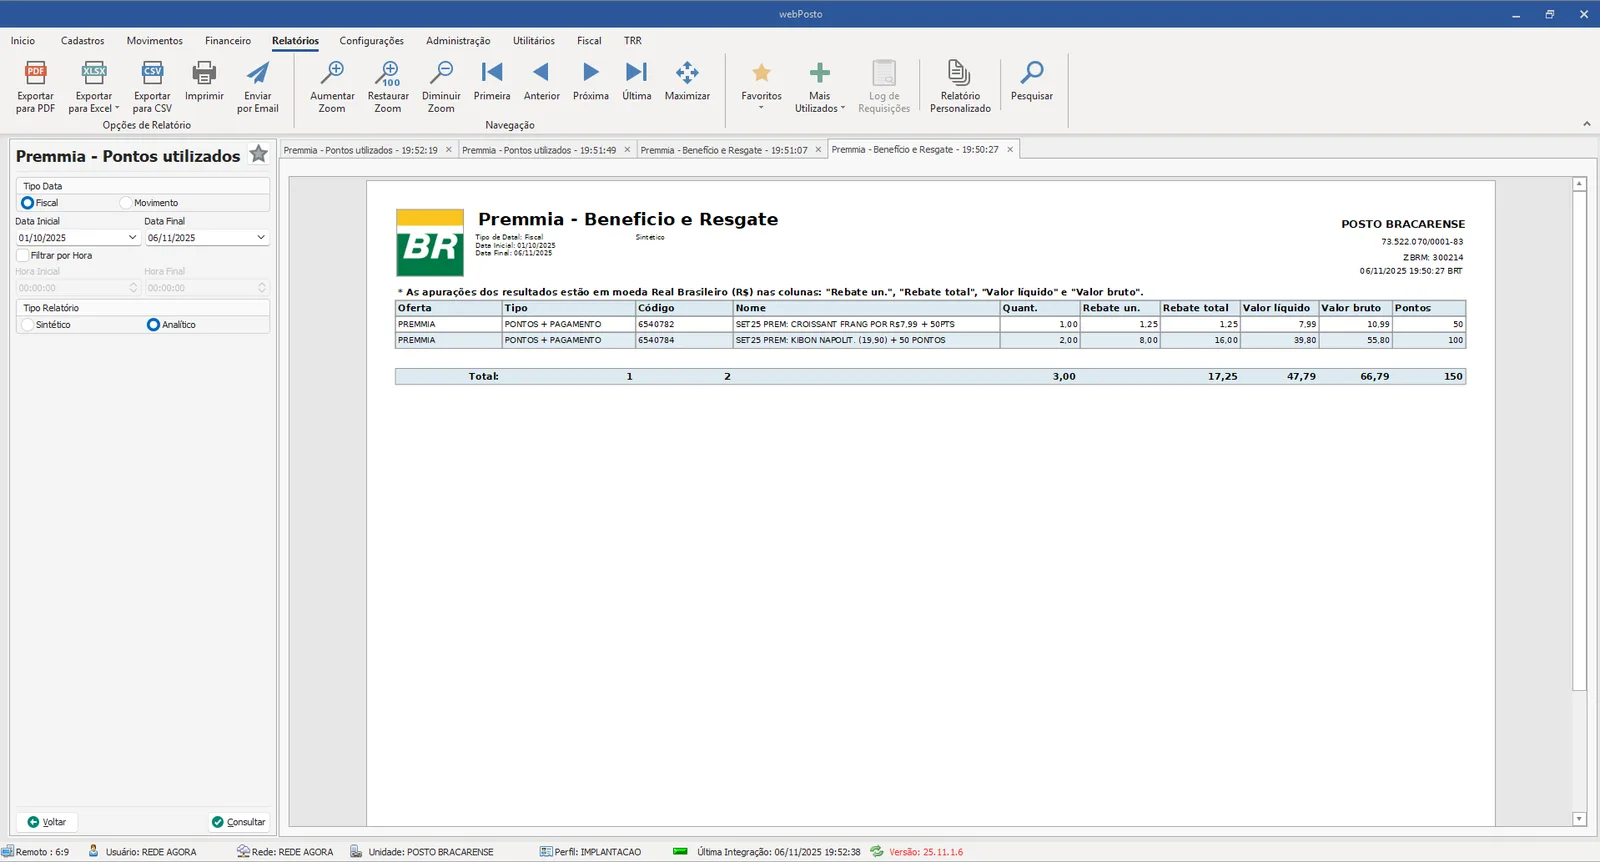 webPosto
Inicio Cadastros Movimentos Financeiro Relatórios Configurações Administração Utilitários Fiscal TRR
Exportar para PDF
Exportar para Excel
Exportar para CSV
Imprimir
Enviar por Email
Aumentar Zoom
Restaurar Zoom
100
Diminuir Zoom
Primeira
Anterior
Próxima
Última
Maximizar
Favoritos
Mais Utilizados
Log de Requisições
Relatório Personalizado
Pesquisar
PDF
XLSX
CSV
Opções de Relatório
Navegação
Premmia - Pontos utilizados
Tipo Data
Fiscal Movimento
Data Inicial Data Final
01/10/2025 06/11/2025
Filtrar por Hora
Hora Inicial Hora Final
00:00:00 00:00:00
Tipo Relatório
Sintético Analítico
Voltar Consultar
Premmia - Pontos utilizados - 19:52:19 Premmia - Pontos utilizados - 19:51:49 Premmia - Benefício e Resgate - 19:51:07 Premmia - Benefício e Resgate - 19:50:27
BR
Premmia - Beneficio e Resgate
Tipo de Datal: Fiscal Sintético
Data Inicial: 01/10/2025
Data Final: 06/11/2025
POSTO BRACARENSE
73.522.070/0001-83
ZBRM: 300214
06/11/2025 19:50:27 BRT
* As apurações dos resultados estão em moeda Real Brasileiro (R$) nas colunas: "Rebate un.", "Rebate total", "Valor líquido" e "Valor bruto".
Oferta Tipo Código Nome Quant. Rebate un. Rebate total Valor líquido Valor bruto Pontos
PREMMIA PONTOS + PAGAMENTO 6540782 SET25 PREM: CROISSANT FRANG POR R$7,99 + 50PTS 1,00 1,25 1,25 7,99 10,99 50
PREMMIA PONTOS + PAGAMENTO 6540784 SET25 PREM: KIBON NAPOLIT. (19,90) + 50 PONTOS 2,00 8,00 16,00 39,80 55,80 100
Total: 1 2 3,00 17,25 47,79 66,79 150
Remoto : 6:9 Usuário: REDE AGORA Rede: REDE AGORA Unidade: POSTO BRACARENSE Perfil: IMPLANTACAO Última Integração: 06/11/2025 19:52:38 Versão: 25.11.1.6